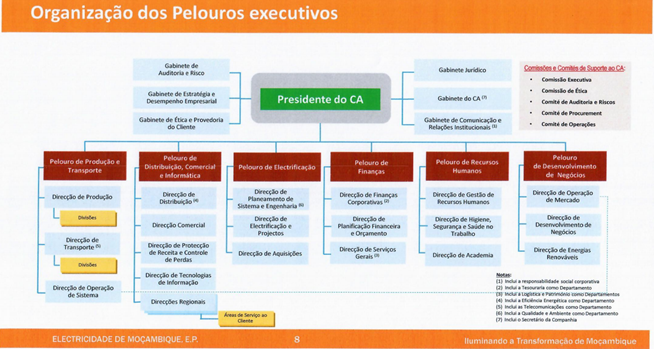 Organização dos Pelouros executivos
Gabinete de
Auditoria e Risco
Gabinete de Estratégia e
Desempenho Empresarial
Gabinete de Ética e Provedoria
do Cliente
Presidente do CA
Gabinete Jurídico
Gabinete do CA (7)
Gabinete de Comunicação e
Relações Institucionais (1)
Comissões e Comités de Suporte ao CA:
• Comissão Executiva
• Comissão de Ética
• Comité de Auditoria e Riscos
• Comité de Procurement
• Comité de Operações
Pelouro de Produção e
Transporte
Direcção de Produção
Divisões
Direcção de
Transporte (5)
Divisões
Direcção de Operação
de Sistema
Pelouro de
Distribuição, Comercial
e Informática
Direcção de
Distribuição (4)
Direcção Comercial
Direcção de Protecção
de Receita e Controle
de Perdas
Direcção de Tecnologias
de Informação
Direcções Regionais
Áreas de Serviço ao
Cliente
Pelouro de Electrificação
Direcção de
Planeamento de
Sistema e Engenharia (6)
Direcção de
Electrificação e
Projectos
Direcção de Aquisições
Pelouro de
Finanças
Direcção de Finanças
Corporativas (2)
Direcção de
Planificação Financeira
e Orçamento
Direcção de Serviços
Gerais (3)
Pelouro de Recursos
Humanos
Direcção de Gestão de
Recursos Humanos
Direcção de Higiene,
Segurança e Saúde no
Trabalho
Direcção de Academia
Pelouro
de Desenvolvimento
de Negócios
Direcção de Operação
de Mercado
Direcção de
Desenvolvimento de
Negócios
Direcção de Energias
Renováveis
Notas:
(1) Inclui a responsabilidade social corporativa
(2) Inclui a Tesouraria como Departamento
(3) Inclui a Logística e Património como Departamentos
(4) Inclui a Eficiência Energética como Departamento
(5) Inclui as Telecomunicações como Departamento
(6) Inclui a Qualidade e Ambiente como Departamento
(7) Inclui o Secretário da Companhia
ELECTRICIDADE DE MOÇAMBIQUE, E.P.
8
Iluminando a Transformação de Moçambique